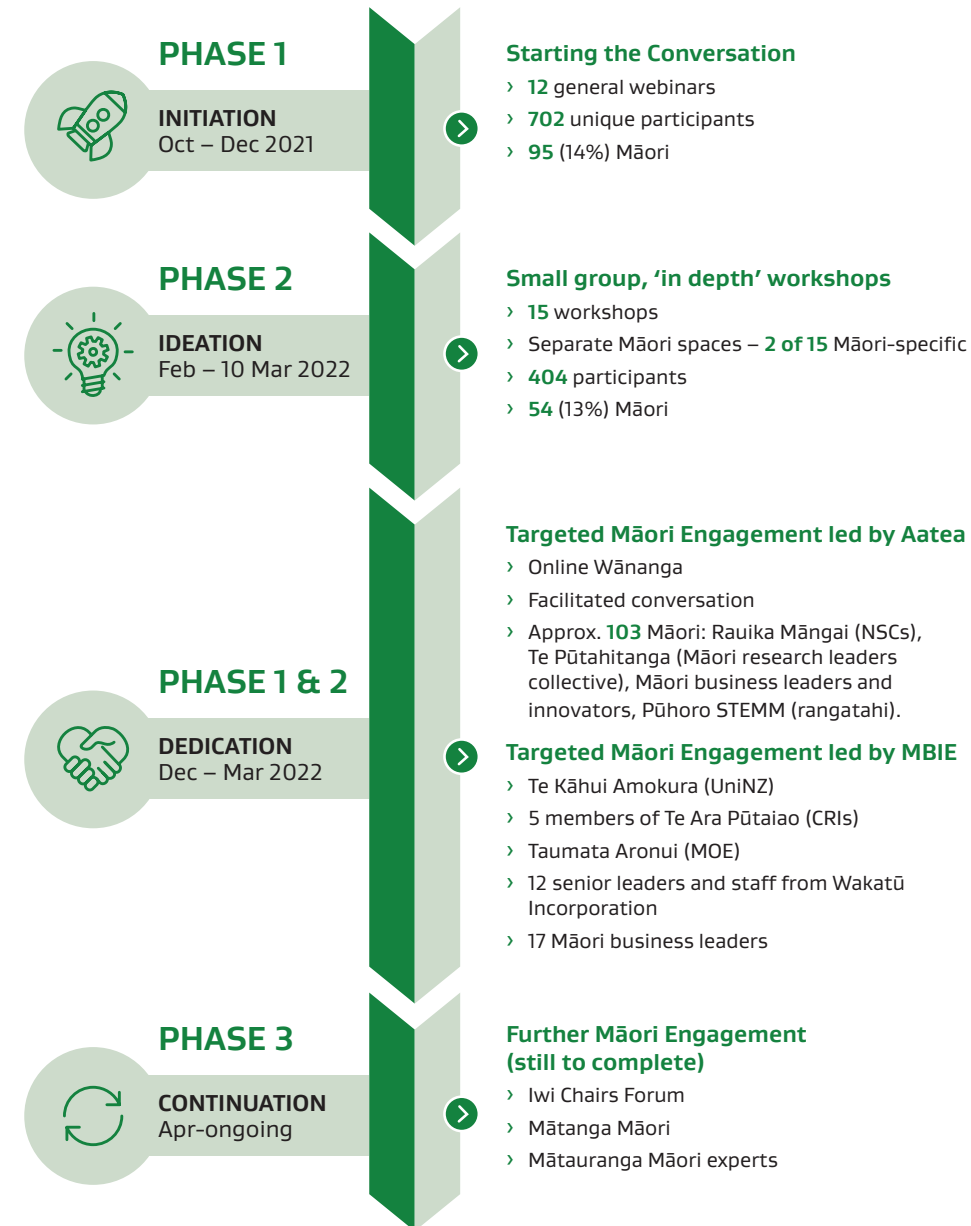 PHASE 1
INITIATION
Oct – Dec 2021
Starting the Conversation
› 12 general webinars
› 702 unique participants
› 95 (14%) Māori
PHASE 2
IDEATION
Feb – 10 Mar 2022
Small group, ‘in depth’ workshops
› 15 workshops
› Separate Māori spaces – 2 of 15 Māori-specific
› 404 participants
› 54 (13%) Māori
PHASE 1 & 2
DEDICATION
Dec – Mar 2022
Targeted Māori Engagement led by Aatea
› Online Wānanga
› Facilitated conversation
› Approx. 103 Māori: Rauika Māngai (NSCs),
Te Pūtahitanga (Māori research leaders
collective), Māori business leaders and
innovators, Pūhoro STEMM (rangatahi).
Targeted Māori Engagement led by MBIE
› Te Kāhui Amokura (UniNZ)
› 5 members of Te Ara Pūtaiao (CRIs)
› Taumata Aronui (MOE)
› 12 senior leaders and staff from Wakatū
Incorporation
› 17 Māori business leaders
PHASE 3
CONTINUATION
Apr-ongoing
Further Māori Engagement
(still to complete)
› Iwi Chairs Forum
› Mātanga Māori
› Mātauranga Māori experts